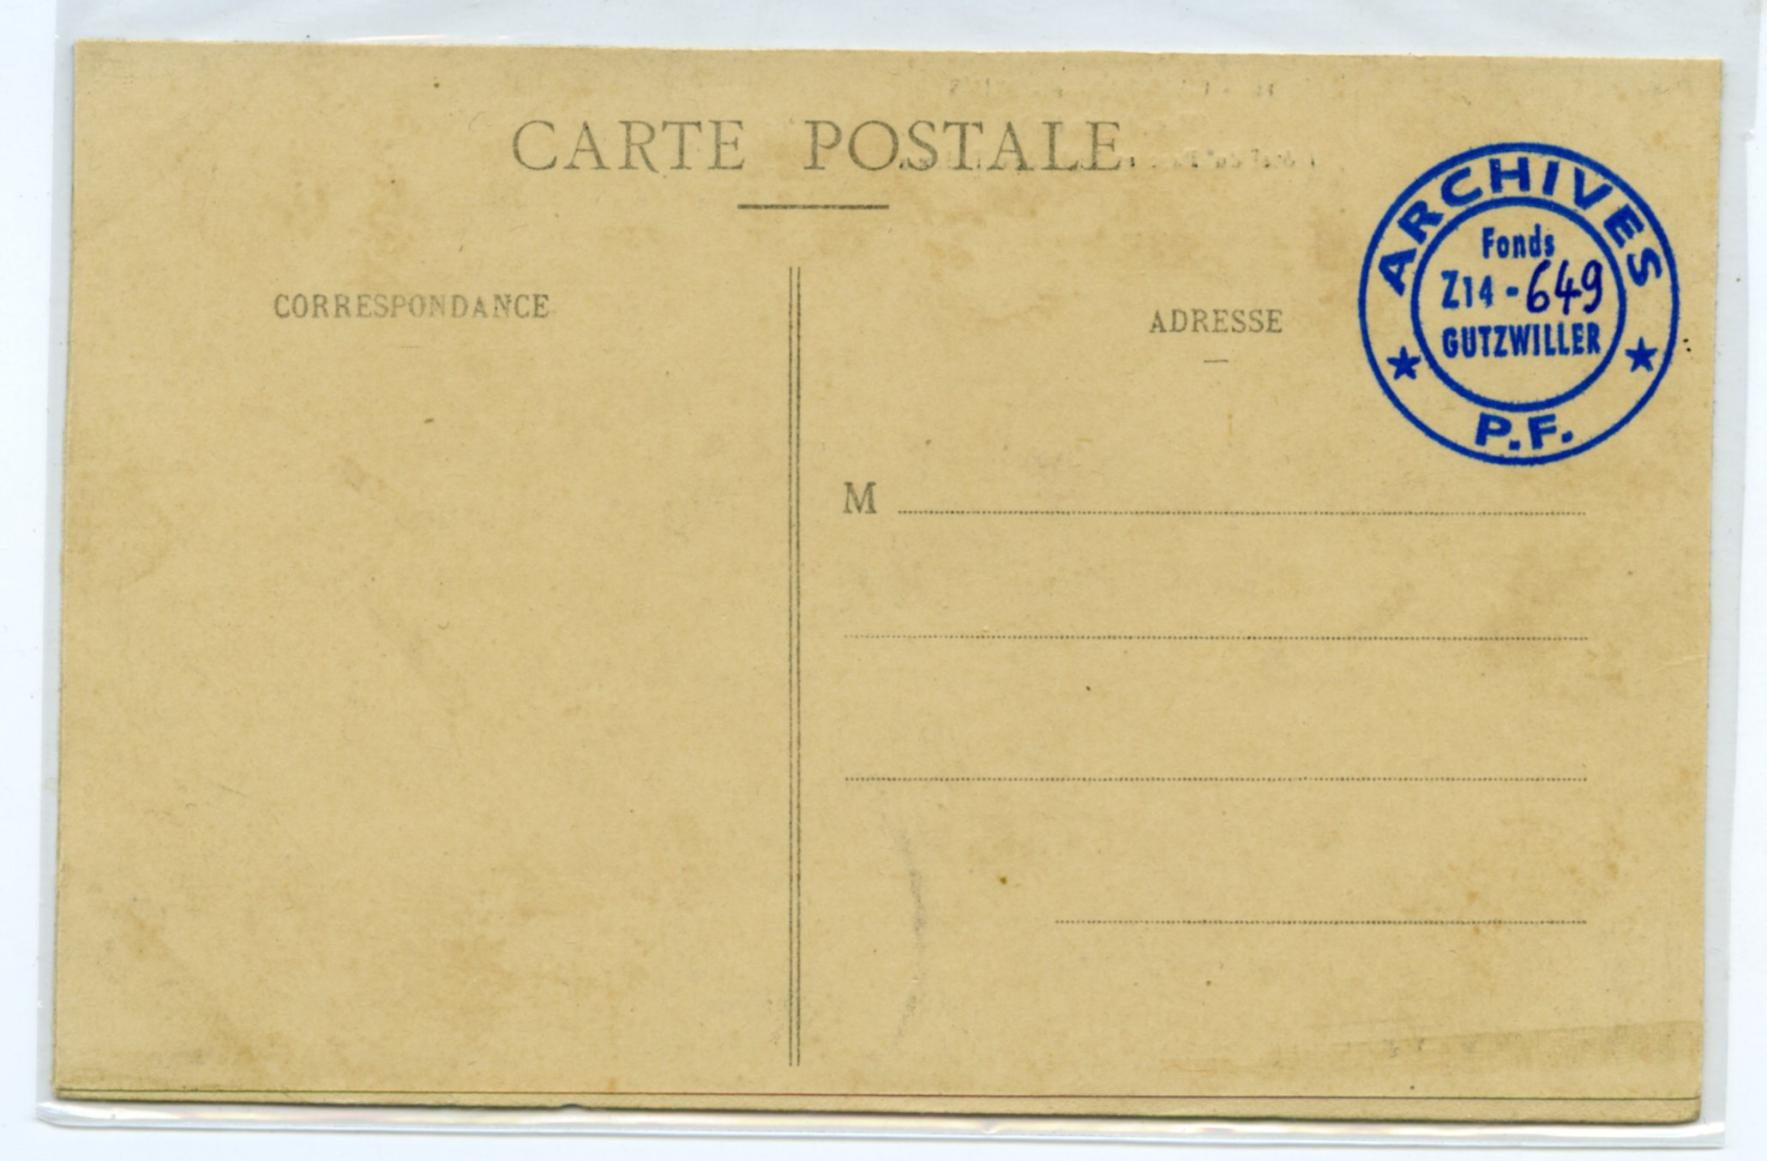 CARTE POSTALE
CORRESPONDANCE
ADRESSE
M
ARCHIVES
Fonds
Z14 - 649
GUTZWILLER
P.F.